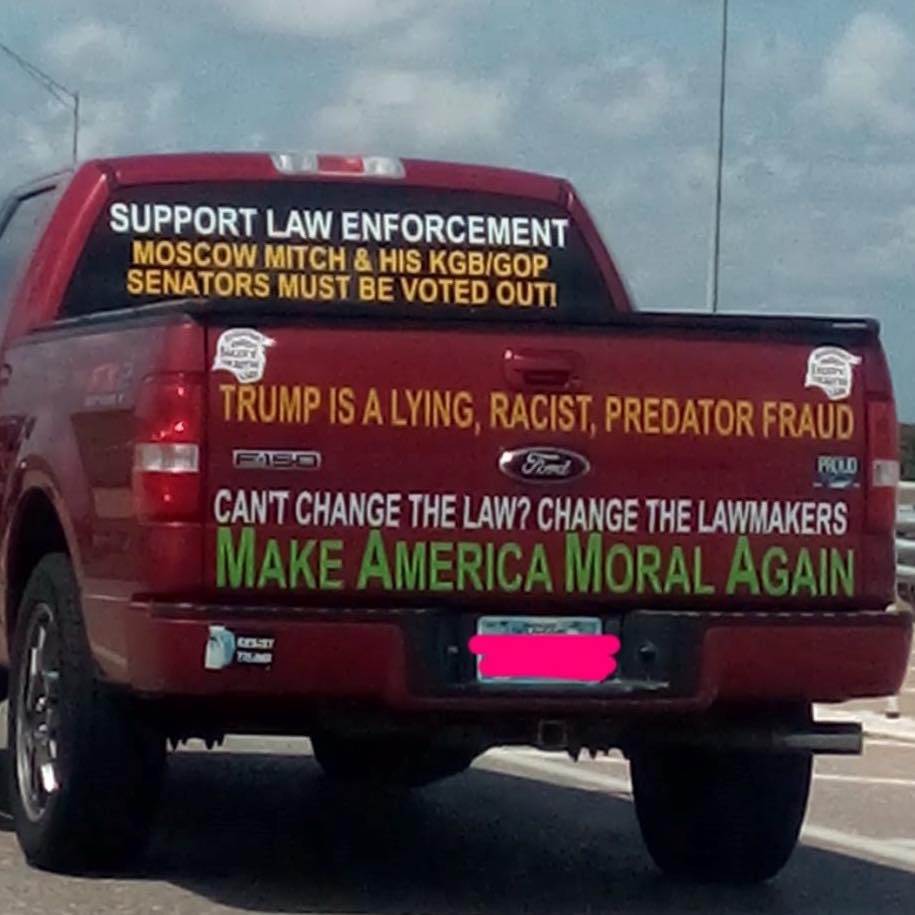 SUPPORT LAW ENFORCEMENT
MOSCOW MITCH & HIS KGB/GOP
SENATORS MUST BE VOTED OUT!
TRUMP IS A LYING, RACIST, PREDATOR FRAUD
F-150
Ford
PROUD
CAN'T CHANGE THE LAW? CHANGE THE LAWMAKERS
MAKE AMERICA MORAL AGAIN